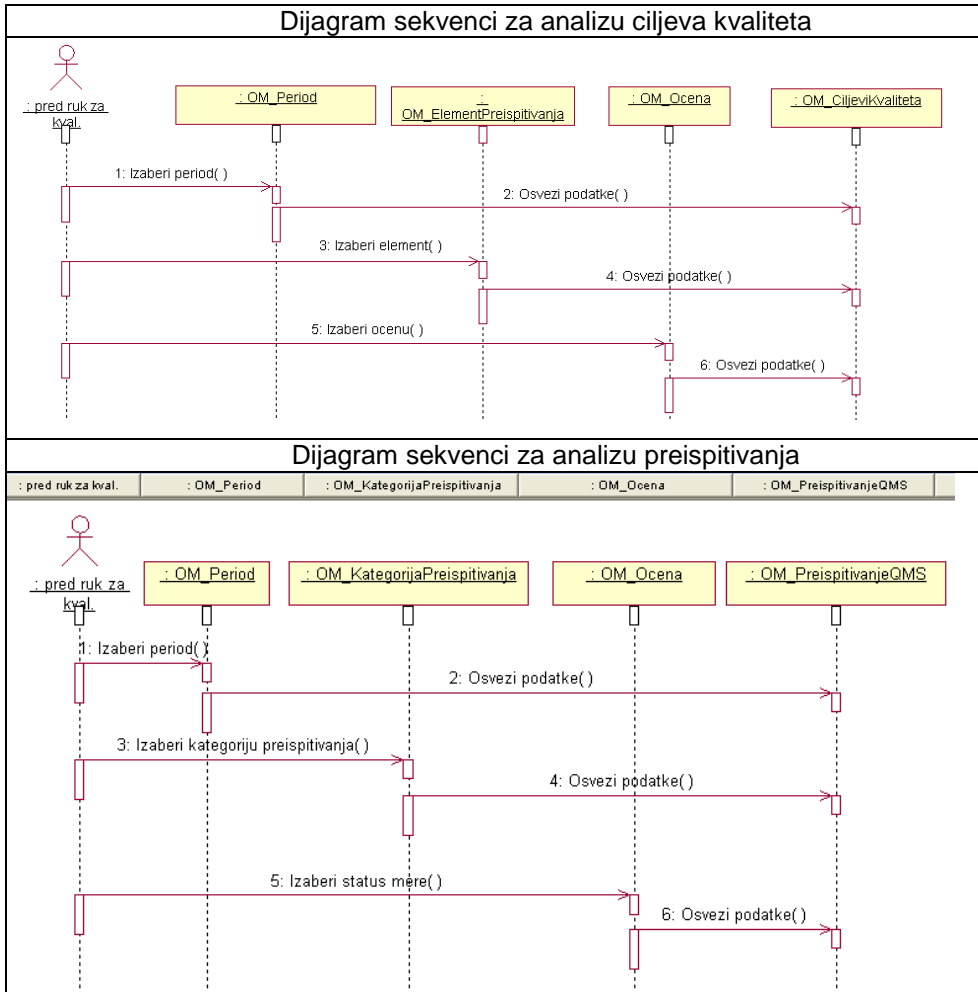 Dijagram sekvenci za analizu ciljeva kvaliteta
: pred ruk za
kval.
: OM_Period
:
OM_ElementPreispitivanja
: OM_Ocena
: OM_CiljeviKvaliteta
1: Izaberi period( )
2: Osvezi podatke( )
3: Izaberi element( )
4: Osvezi podatke( )
5: Izaberi ocenu( )
6: Osvezi podatke( )
Dijagram sekvenci za analizu preispitivanja
: pred ruk za kval.
: OM_Period
: OM_KategorijaPreispitivanja
: OM_Ocena
: OM_PreispitivanjeQMS
: pred ruk za
kval.
: OM_Period
: OM_KategorijaPreispitivanja
: OM_Ocena
: OM_PreispitivanjeQMS
1: Izaberi period( )
2: Osvezi podatke( )
3: Izaberi kategoriju preispitivanja( )
4: Osvezi podatke( )
5: Izaberi status mere( )
6: Osvezi podatke( )